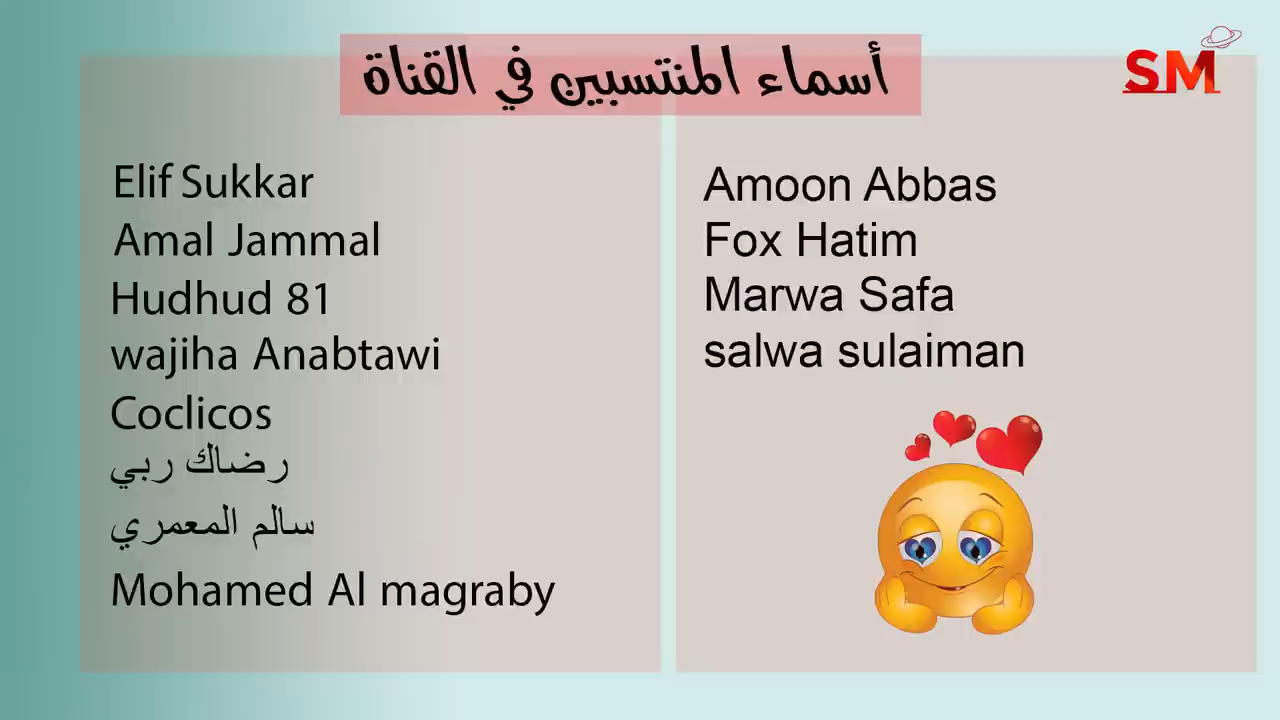 أسماء المنتسبين في القناة
SM
Elif Sukkar
Amal Jammal
Hudhud 81
wajiha Anabtawi
Coclicos
رضاك ربي
سالم المعمري
Mohamed Al magraby
Amoon Abbas
Fox Hatim
Marwa Safa
salwa sulaiman